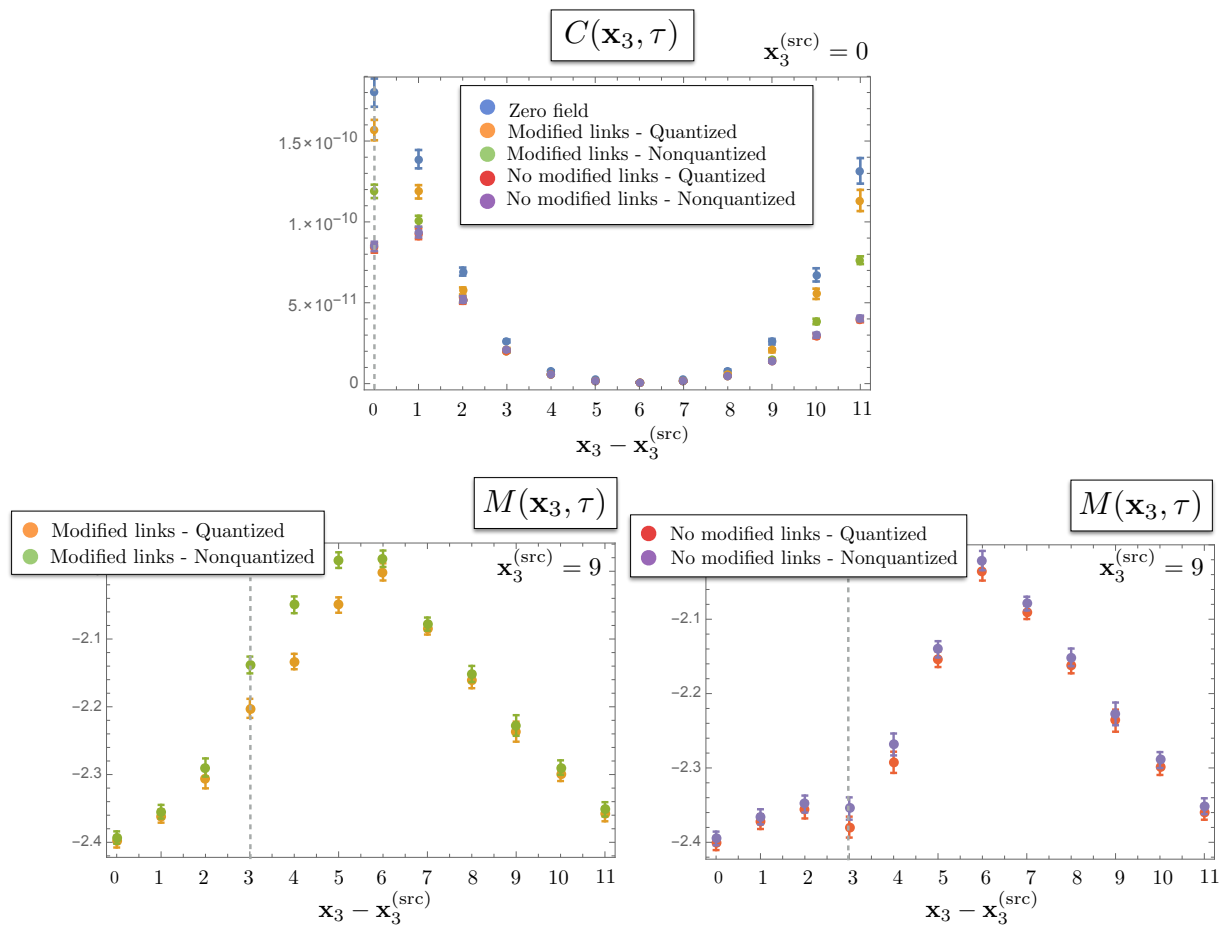 C(x₃, τ)
x₃^(src) = 0
Zero field
Modified links - Quantized
Modified links - Nonquantized
No modified links - Quantized
No modified links - Nonquantized
1.5×10⁻¹⁰
1.×10⁻¹⁰
5.×10⁻¹¹
0
0 1 2 3 4 5 6 7 8 9 10 11
x₃ − x₃^(src)
M(x₃, τ)
Modified links - Quantized
Modified links - Nonquantized
x₃^(src) = 9
−2.1
−2.2
−2.3
−2.4
0 1 2 3 4 5 6 7 8 9 10 11
x₃ − x₃^(src)
M(x₃, τ)
No modified links - Quantized
No modified links - Nonquantized
x₃^(src) = 9
−2.1
−2.2
−2.3
−2.4
0 1 2 3 4 5 6 7 8 9 10 11
x₃ − x₃^(src)